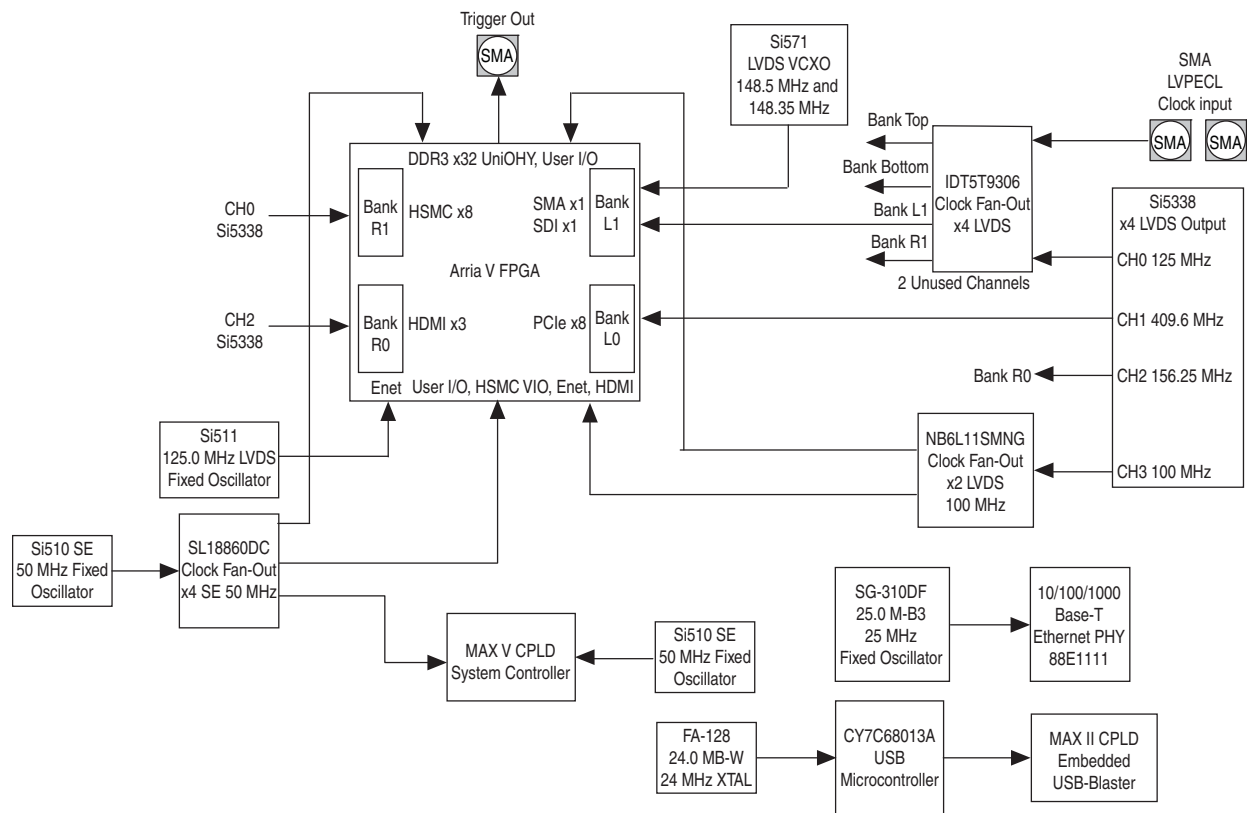 Trigger Out
SMA
Si571
LVDS VCXO
148.5 MHz and
148.35 MHz
SMA
LVPECL
Clock input
SMA
SMA
Bank Top
Bank Bottom
Bank L1
Bank R1
IDT5T9306
Clock Fan-Out
x4 LVDS
2 Unused Channels
Si5338
x4 LVDS Output
CH0 125 MHz
CH1 409.6 MHz
CH2 156.25 MHz
CH3 100 MHz
DDR3 x32 UniOHY, User I/O
CH0
Si5338
Bank
R1
HSMC x8
SMA x1
SDI x1
Bank
L1
Arria V FPGA
CH2
Si5338
Bank
R0
HDMI x3
PCIe x8
Bank
L0
Enet
User I/O, HSMC VIO, Enet, HDMI
Bank R0
Si511
125.0 MHz LVDS
Fixed Oscillator
NB6L11SMNG
Clock Fan-Out
x2 LVDS
100 MHz
Si510 SE
50 MHz Fixed
Oscillator
SL18860DC
Clock Fan-Out
x4 SE 50 MHz
MAX V CPLD
System Controller
Si510 SE
50 MHz Fixed
Oscillator
SG-310DF
25.0 M-B3
25 MHz
Fixed Oscillator
10/100/1000
Base-T
Ethernet PHY
88E1111
FA-128
24.0 MB-W
24 MHz XTAL
CY7C68013A
USB
Microcontroller
MAX II CPLD
Embedded
USB-Blaster